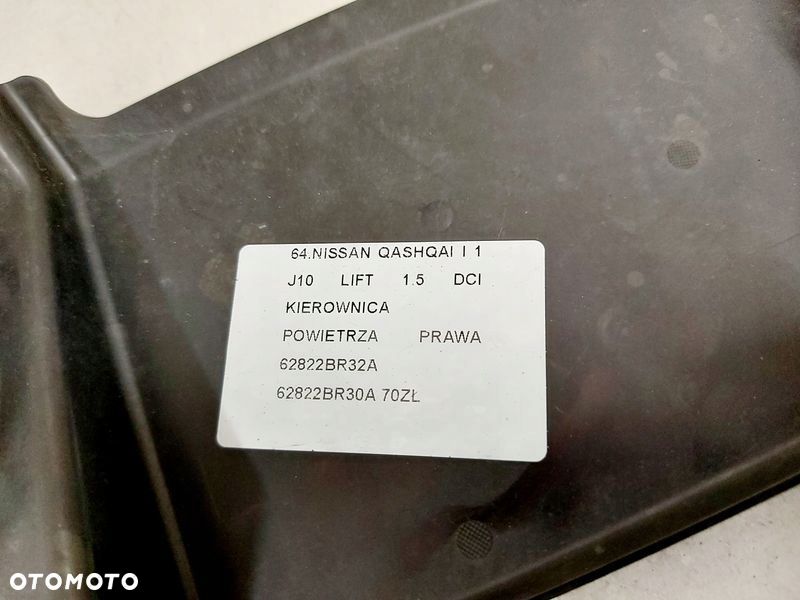 64.NISSAN QASHQAI I 1
J10 LIFT 1.5 DCI
KIEROWNICA
POWIETRZA PRAWA
62822BR32A
62822BR30A 70ZŁ
OTOMOTO